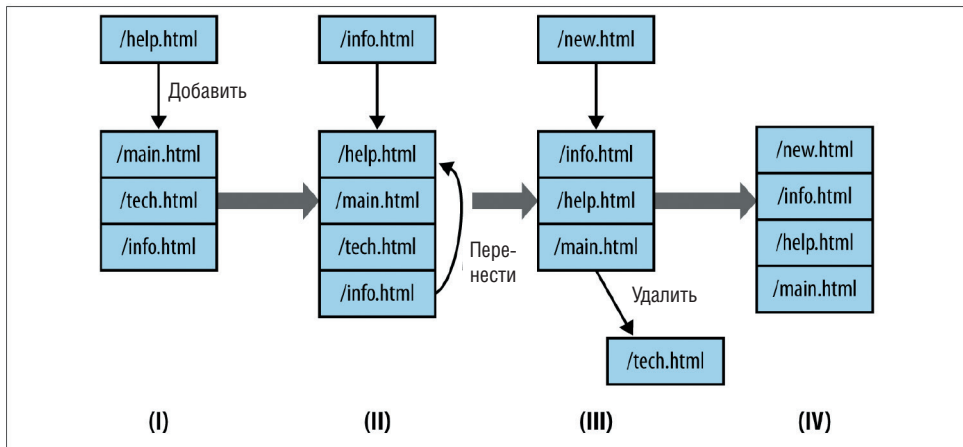 /help.html
Добавить
/main.html
/tech.html
/info.html
(I)
/info.html
/help.html
/main.html
/tech.html
/info.html
Пере-
нести
(II)
/new.html
/info.html
/help.html
/main.html
Удалить
/tech.html
(III)
/new.html
/info.html
/help.html
/main.html
(IV)